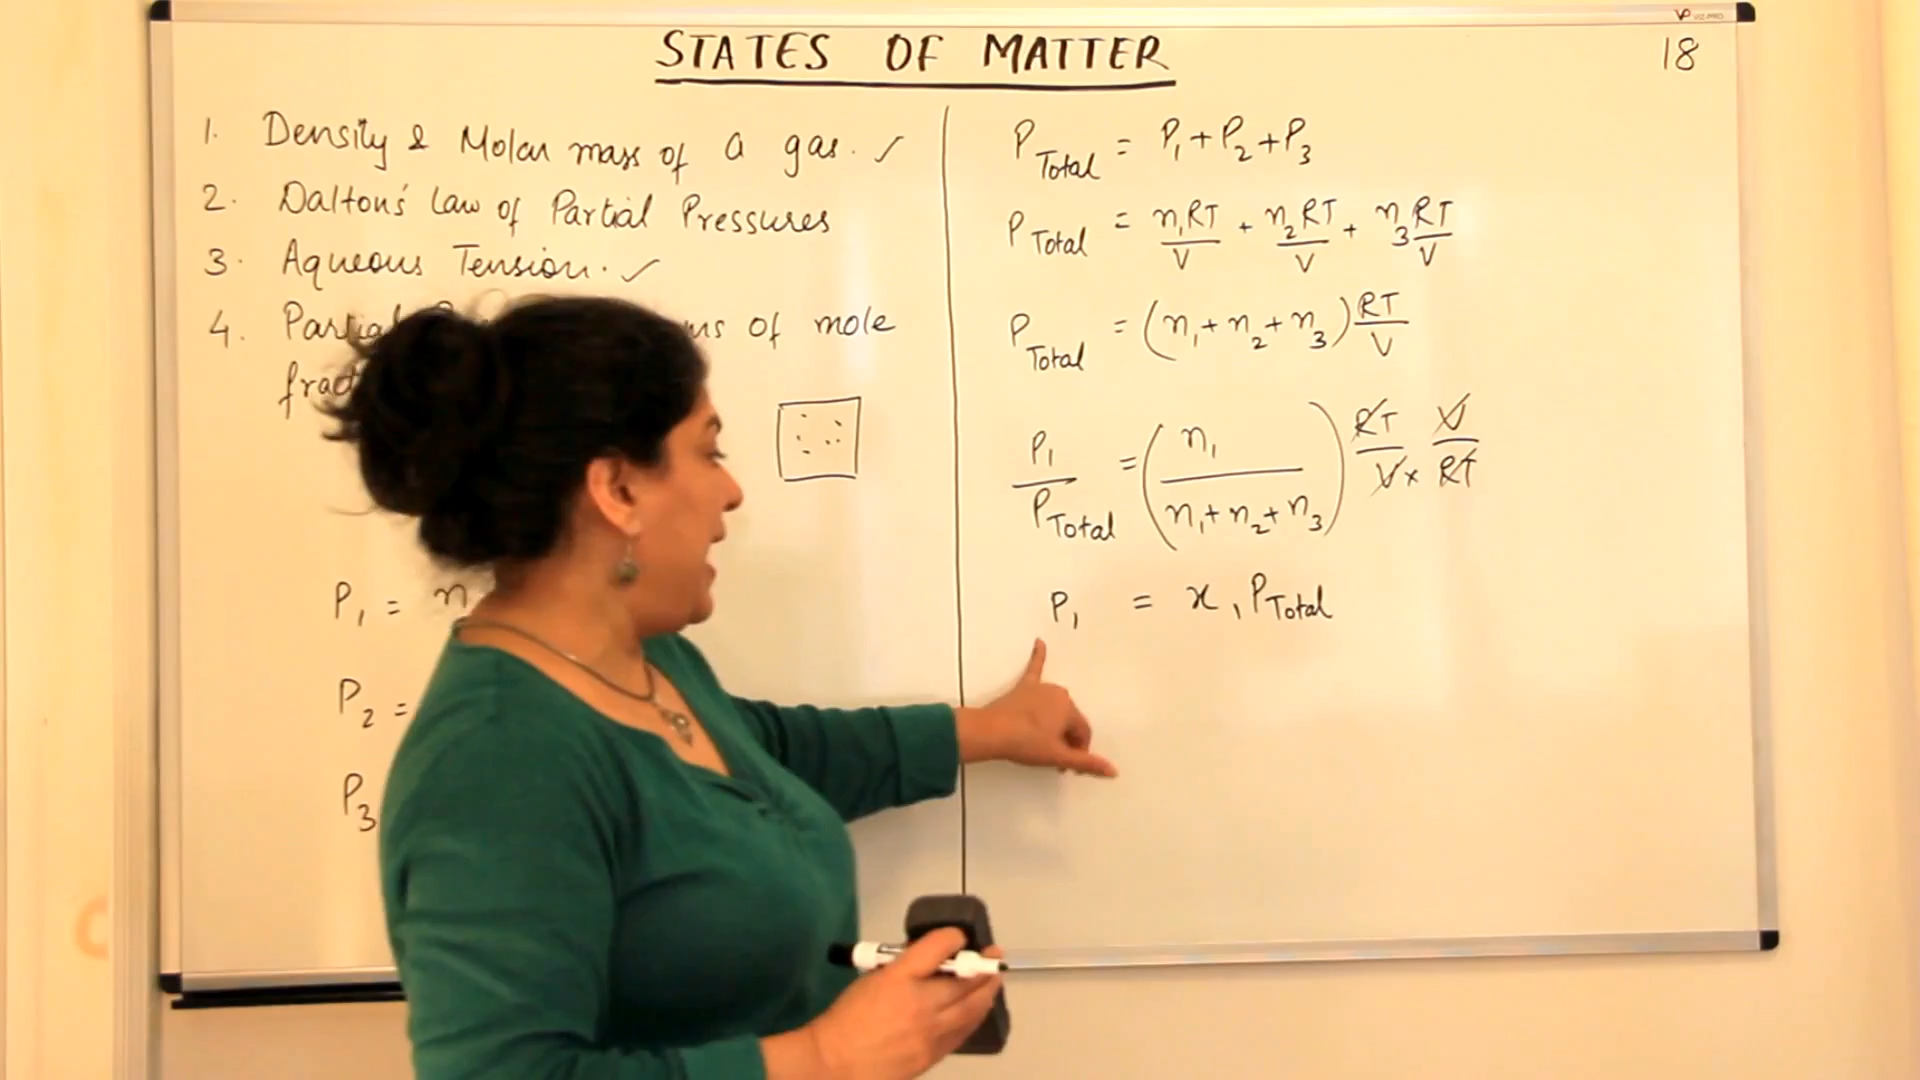 VIZ-PRO
STATES OF MATTER
18
1. Density & Molar mass of a gas. ✓
2. Dalton's Law of Partial Pressures
3. Aqueous Tension. ✓
4. Partial of mole
P₁ =
P₂ =
P₃
P Total = P₁ + P₂ + P₃
P Total = n₁RT/V + n₂RT/V + n₃RT/V
P Total = (n₁ + n₂ + n₃) RT/V
P₁/P Total = (n₁/(n₁ + n₂ + n₃)) RT/V × V/RT
P₁ = x₁ P Total